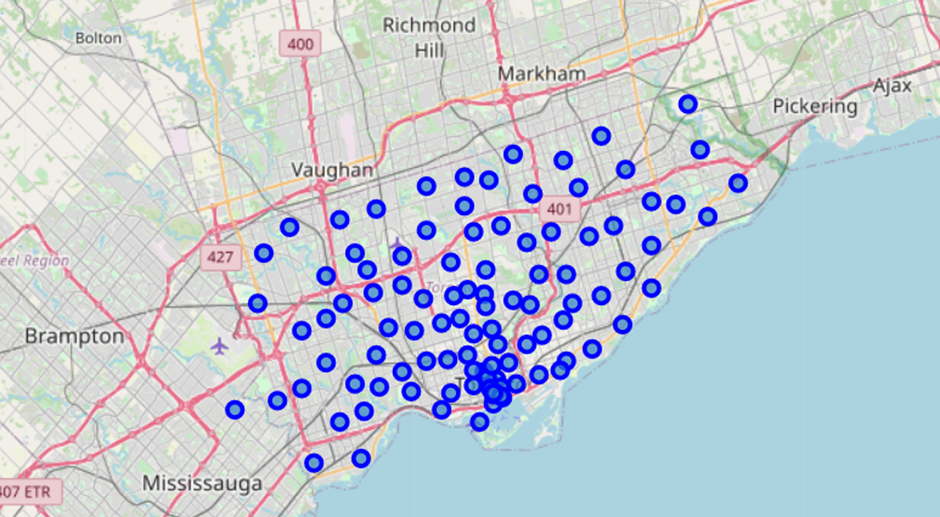 Bolton
400
Richmond
Hill
Markham
Ajax
Pickering
Vaughan
401
427
eel Region
Brampton
Mississauga
407 ETR